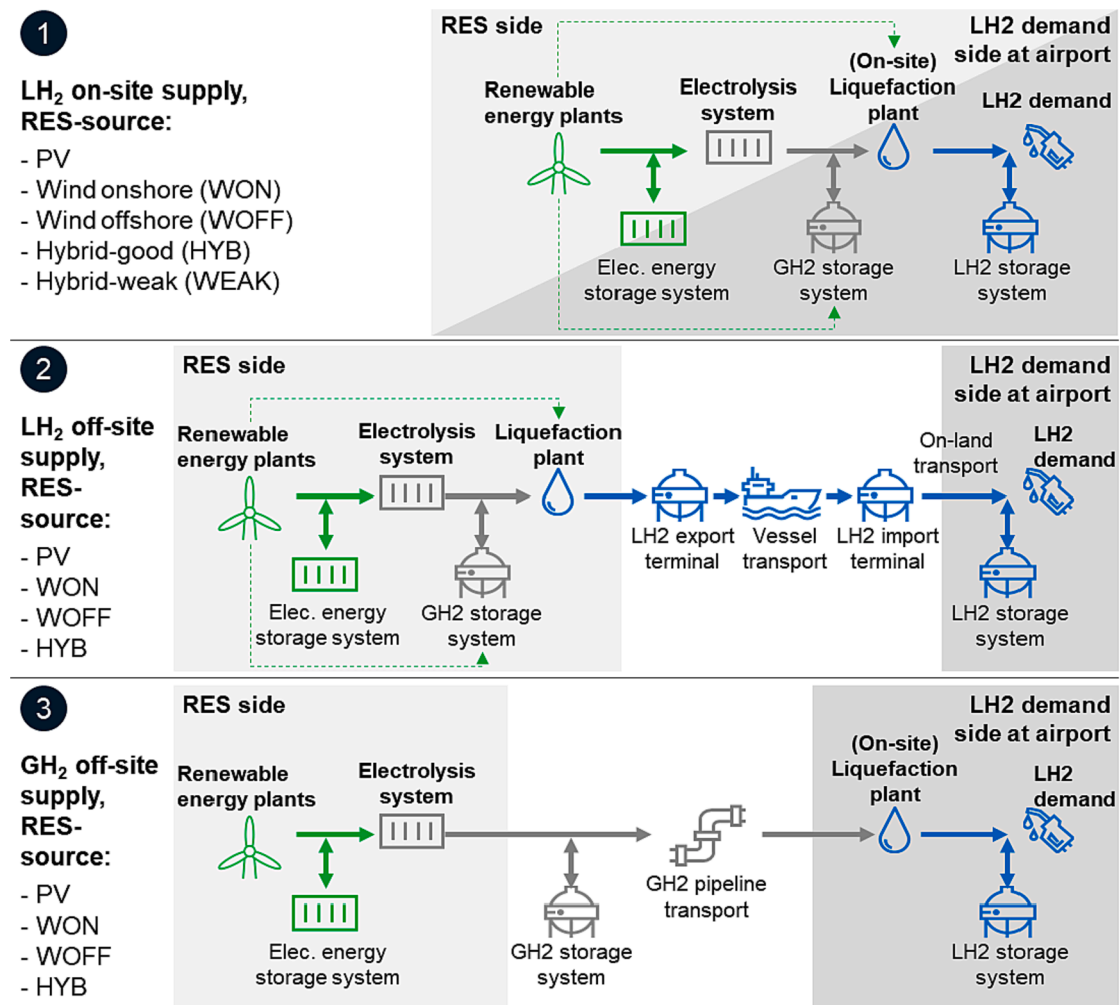 1
LH₂ on-site supply,
RES-source:
- PV
- Wind onshore (WON)
- Wind offshore (WOFF)
- Hybrid-good (HYB)
- Hybrid-weak (WEAK)
RES side
LH2 demand
side at airport
Renewable
energy plants
Electrolysis
system
(On-site)
Liquefaction
plant
LH2 demand
Elec. energy
storage system
GH2 storage
system
LH2 storage
system
2
LH₂ off-site
supply,
RES-
source:
- PV
- WON
- WOFF
- HYB
RES side
LH2 demand
side at airport
Renewable
energy plants
Electrolysis
system
Liquefaction
plant
On-land
transport
LH2
demand
LH2 export
terminal
Vessel
transport
LH2 import
terminal
Elec. energy
storage system
GH2 storage
system
LH2 storage
system
3
GH₂ off-site
supply,
RES-
source:
- PV
- WON
- WOFF
- HYB
RES side
LH2 demand
side at airport
Renewable
energy plants
Electrolysis
system
(On-site)
Liquefaction
plant
LH2
demand
GH2 pipeline
transport
Elec. energy
storage system
GH2 storage
system
LH2 storage
system